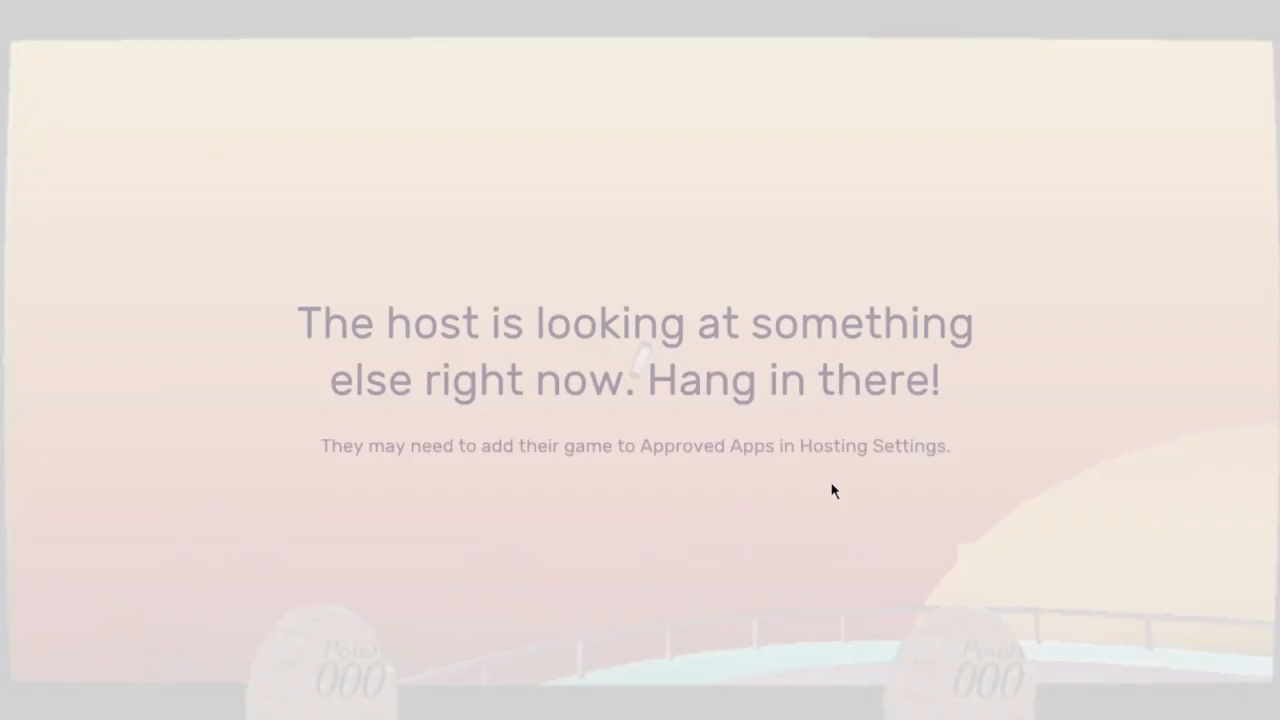 The host is looking at something
else right now. Hang in there!
They may need to add their game to Approved Apps in Hosting Settings.
Points Points
000 000